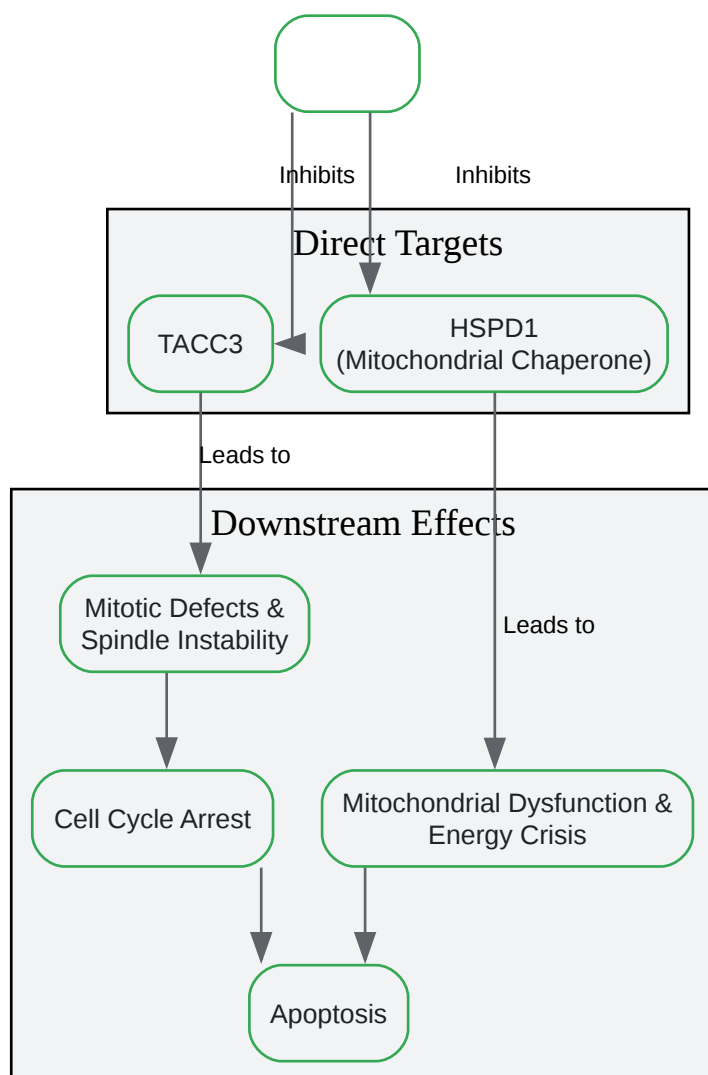 Inhibits
Inhibits
Direct Targets
TACC3
HSPD1
(Mitochondrial Chaperone)
Leads to
Downstream Effects
Mitotic Defects &
Spindle Instability
Leads to
Cell Cycle Arrest
Mitochondrial Dysfunction &
Energy Crisis
Apoptosis